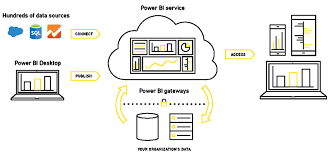 Hundreds of data sources
Power BI service
SQL
CONNECT
ACCESS
Power BI Desktop
PUBLISH
Power BI gateways
YOUR ORGANIZATION'S DATA